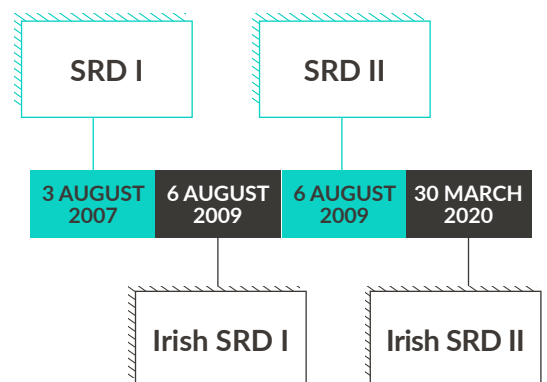 SRD I
SRD II
3 AUGUST
2007
6 AUGUST
2009
6 AUGUST
2009
30 MARCH
2020
Irish SRD I
Irish SRD II